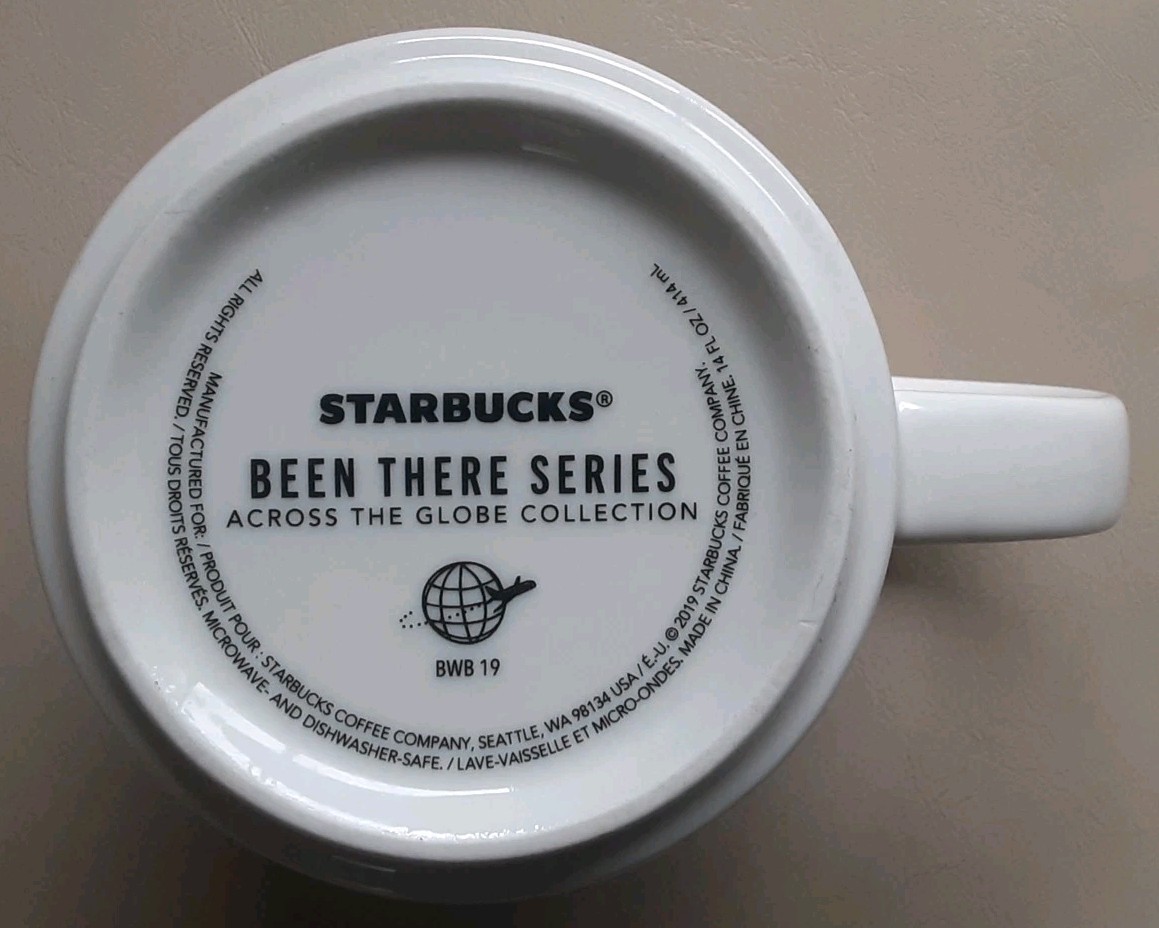 STARBUCKS®
BEEN THERE SERIES
ACROSS THE GLOBE COLLECTION
BWB 19
MANUFACTURED FOR: / PRODUIT POUR : STARBUCKS COFFEE COMPANY, SEATTLE, WA 98134 USA / É.-U. © 2019 STARBUCKS COFFEE COMPANY.
ALL RIGHTS RESERVED. / TOUS DROITS RÉSERVÉS. MICROWAVE- AND DISHWASHER-SAFE. / LAVE-VAISSELLE ET MICRO-ONDES. MADE IN CHINA. / FABRIQUÉ EN CHINE. 14 FL OZ / 414 mL